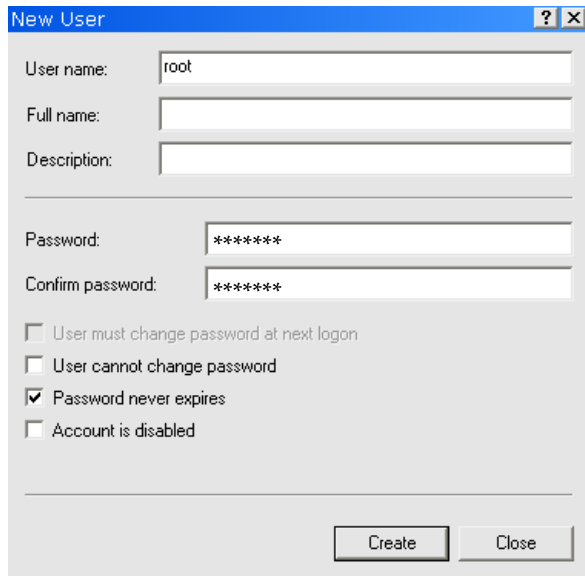 New User
User name: root
Full name:
Description:
Password: *******
Confirm password: *******
User must change password at next logon
User cannot change password
Password never expires
Account is disabled
Create Close